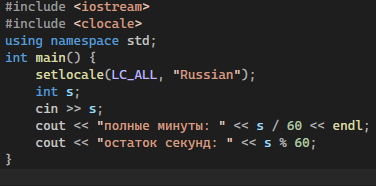 #include <iostream>
#include <clocale>
using namespace std;
int main() {
    setlocale(LC_ALL, "Russian");
    int s;
    cin >> s;
    cout << "полные минуты: " << s / 60 << endl;
    cout << "остаток секунд: " << s % 60;
}